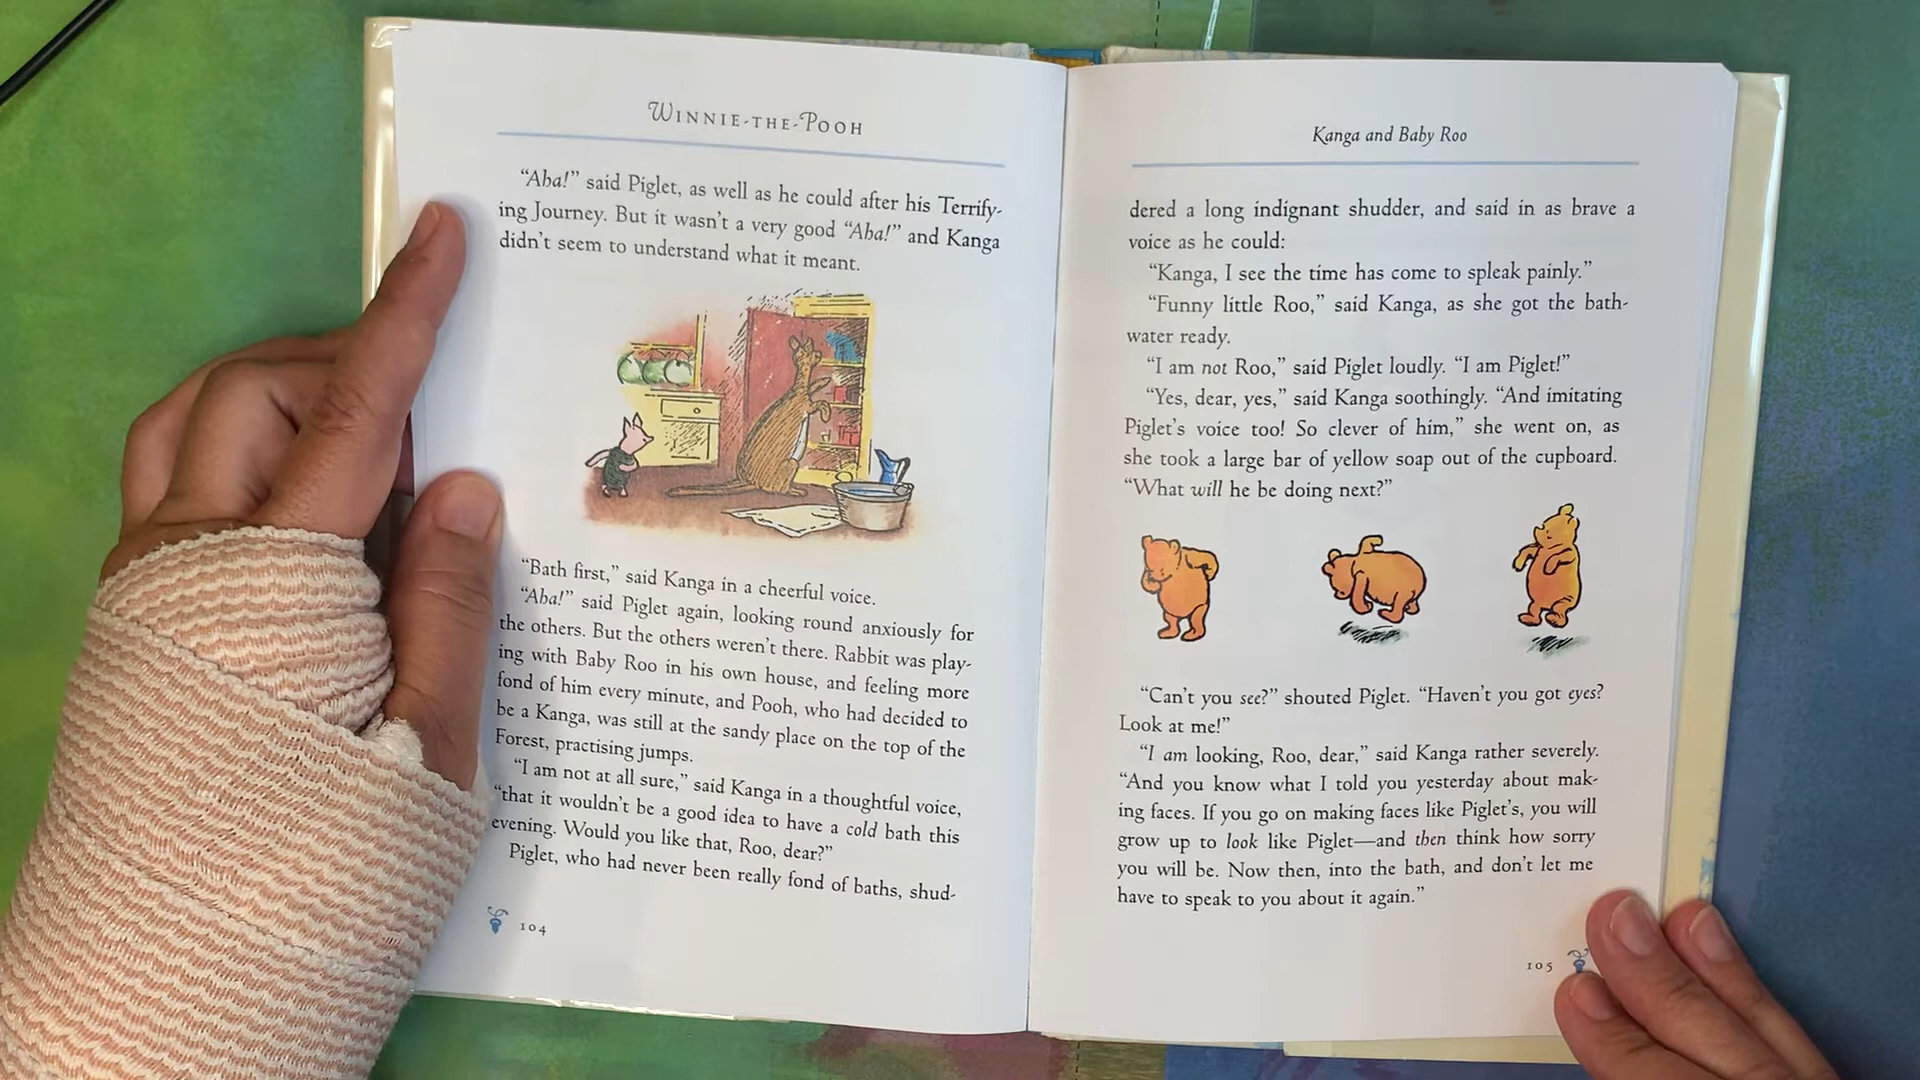 WINNIE-THE-POOH
“Aha!” said Piglet, as well as he could after his Terrify-
ing Journey. But it wasn’t a very good “Aha!” and Kanga
didn’t seem to understand what it meant.
“Bath first,” said Kanga in a cheerful voice.
“Aha!” said Piglet again, looking round anxiously for
the others. But the others weren’t there. Rabbit was play-
ing with Baby Roo in his own house, and feeling more
fond of him every minute, and Pooh, who had decided to
be a Kanga, was still at the sandy place on the top of the
Forest, practising jumps.
“I am not at all sure,” said Kanga in a thoughtful voice,
“that it wouldn’t be a good idea to have a cold bath this
evening. Would you like that, Roo, dear?”
Piglet, who had never been really fond of baths, shud-
104
Kanga and Baby Roo
dered a long indignant shudder, and said in as brave a
voice as he could:
“Kanga, I see the time has come to spleak painly.”
“Funny little Roo,” said Kanga, as she got the bath-
water ready.
“I am not Roo,” said Piglet loudly. “I am Piglet!”
“Yes, dear, yes,” said Kanga soothingly. “And imitating
Piglet’s voice too! So clever of him,” she went on, as
she took a large bar of yellow soap out of the cupboard.
“What will he be doing next?”
“Can’t you see?” shouted Piglet. “Haven’t you got eyes?
Look at me!”
“I am looking, Roo, dear,” said Kanga rather severely.
“And you know what I told you yesterday about mak-
ing faces. If you go on making faces like Piglet’s, you will
grow up to look like Piglet—and then think how sorry
you will be. Now then, into the bath, and don’t let me
have to speak to you about it again.”
105